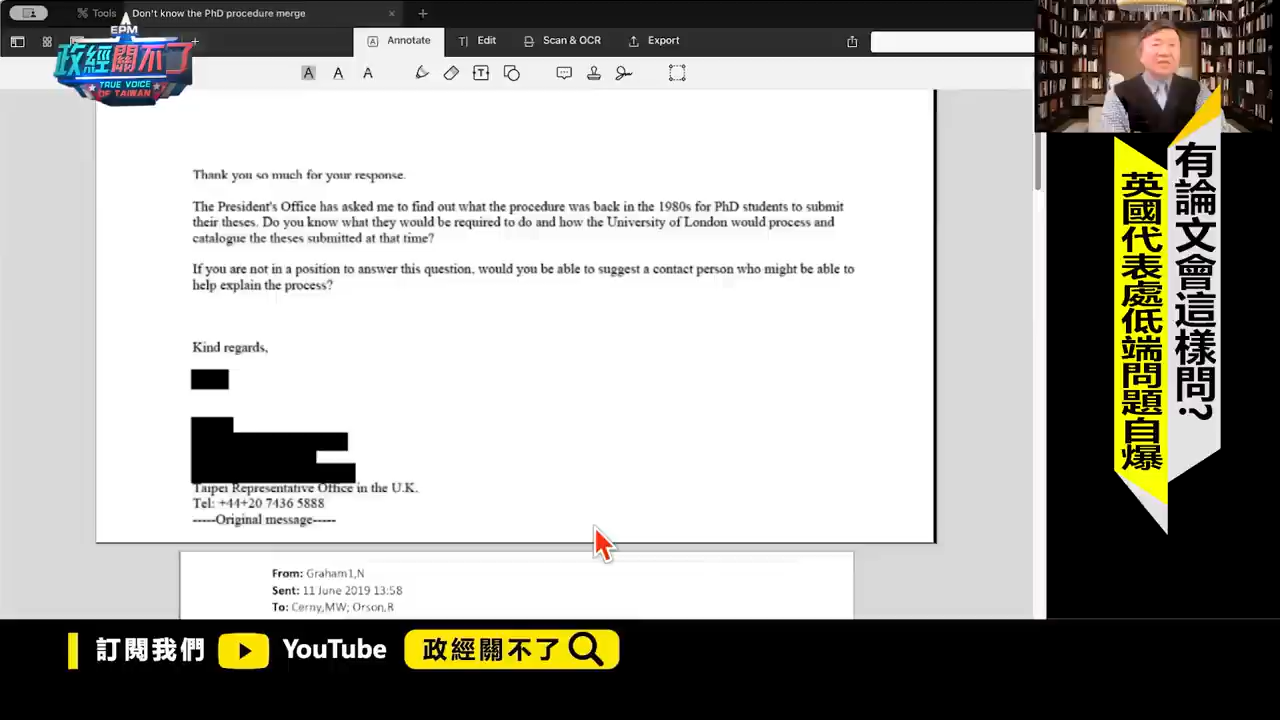 Tools
Don't know the PhD procedure merge
EPM
政經關不了
TRUE VOICE
OF TAIWAN
Annotate
Edit
Scan & OCR
Export
Thank you so much for your response.
The President's Office has asked me to find out what the procedure was back in the 1980s for PhD students to submit
their theses. Do you know what they would be required to do and how the University of London would process and
catalogue the theses submitted at that time?
If you are not in a position to answer this question, would you be able to suggest a contact person who might be able to
help explain the process?
Kind regards,
Taipei Representative Office in the U.K.
Tel: +44+20 7436 5888
-----Original message-----
From: Graham1,N
Sent: 11 June 2019 13:58
To: Cerny,MW; Orson,R
有論文會這樣問?
英國代表處低端問題自爆
訂閱我們
YouTube
政經關不了